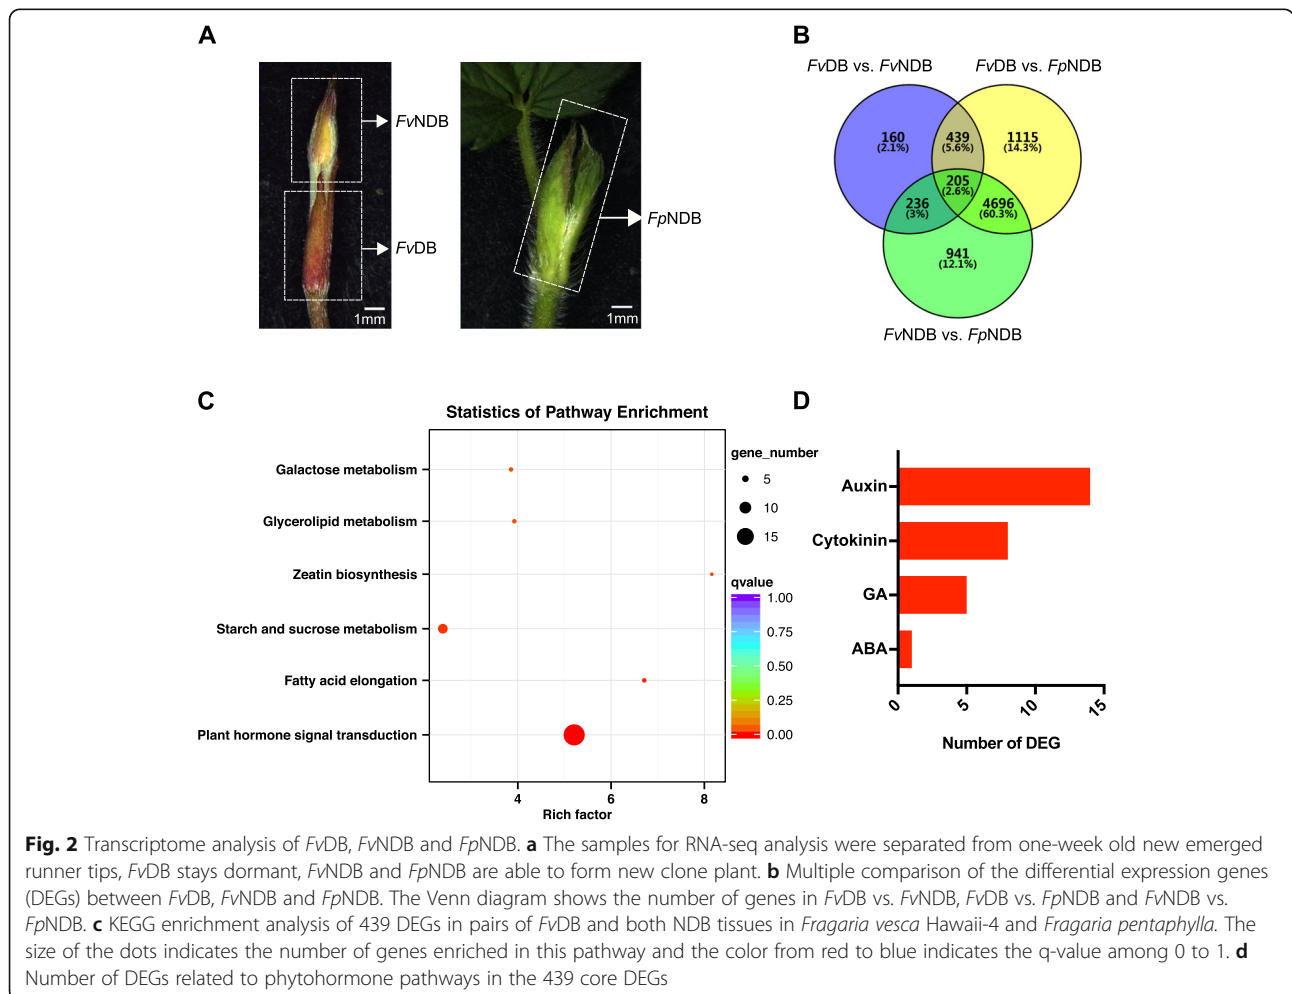 A
FvNDB
FvDB
1mm
FpNDB
1mm
B
FvDB vs. FvNDB
FvDB vs. FpNDB
160
(2.1%)
439
(5.6%)
1115
(14.3%)
205
(2.6%)
236
(3%)
4696
(60.3%)
941
(12.1%)
FvNDB vs. FpNDB
C
Statistics of Pathway Enrichment
Galactose metabolism
Glycerolipid metabolism
Zeatin biosynthesis
Starch and sucrose metabolism
Fatty acid elongation
Plant hormone signal transduction
4 6 8
Rich factor
gene_number
5
10
15
qvalue
1.00
0.75
0.50
0.25
0.00
D
Auxin
Cytokinin
GA
ABA
0 5 10 15
Number of DEG
Fig. 2 Transcriptome analysis of FvDB, FvNDB and FpNDB. a The samples for RNA-seq analysis were separated from one-week old new emerged
runner tips, FvDB stays dormant, FvNDB and FpNDB are able to form new clone plant. b Multiple comparison of the differential expression genes
(DEGs) between FvDB, FvNDB and FpNDB. The Venn diagram shows the number of genes in FvDB vs. FvNDB, FvDB vs. FpNDB and FvNDB vs.
FpNDB. c KEGG enrichment analysis of 439 DEGs in pairs of FvDB and both NDB tissues in Fragaria vesca Hawaii-4 and Fragaria pentaphylla. The
size of the dots indicates the number of genes enriched in this pathway and the color from red to blue indicates the q-value among 0 to 1. d
Number of DEGs related to phytohormone pathways in the 439 core DEGs